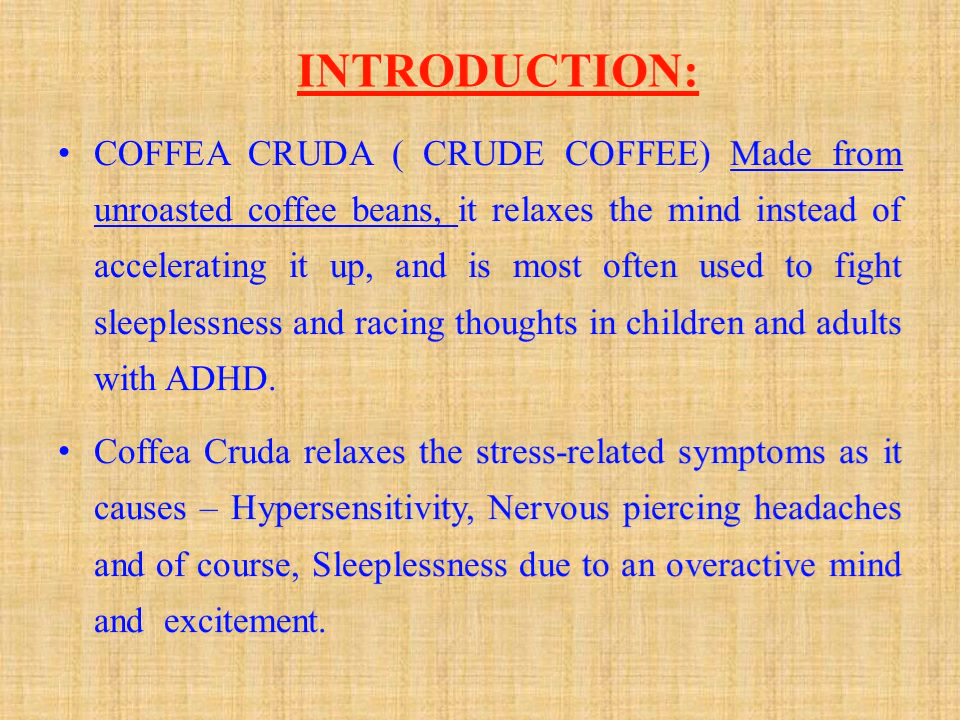 INTRODUCTION:
• COFFEA CRUDA ( CRUDE COFFEE) Made from
unroasted coffee beans, it relaxes the mind instead of
accelerating it up, and is most often used to fight
sleeplessness and racing thoughts in children and adults
with ADHD.
• Coffea Cruda relaxes the stress-related symptoms as it
causes – Hypersensitivity, Nervous piercing headaches
and of course, Sleeplessness due to an overactive mind
and excitement.